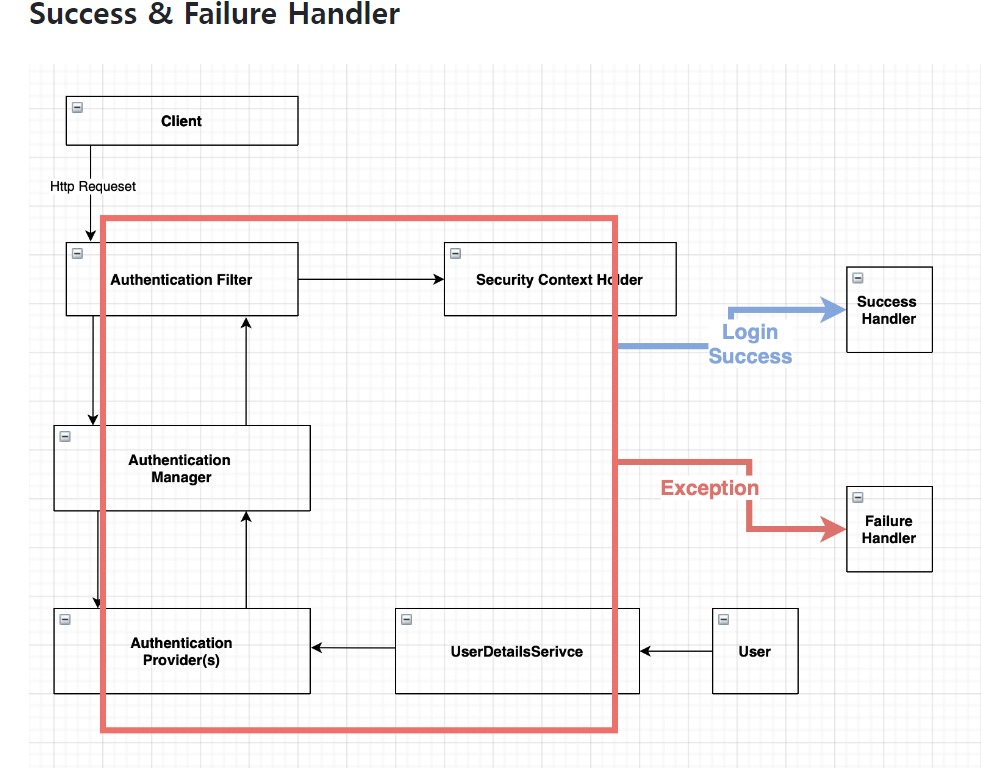 Success & Failure Handler
Client
Http Requeset
Authentication Filter
Security Context Holder
Success
Handler
Login
Success
Authentication
Manager
Exception
Failure
Handler
Authentication
Provider(s)
UserDetailsSerivce
User